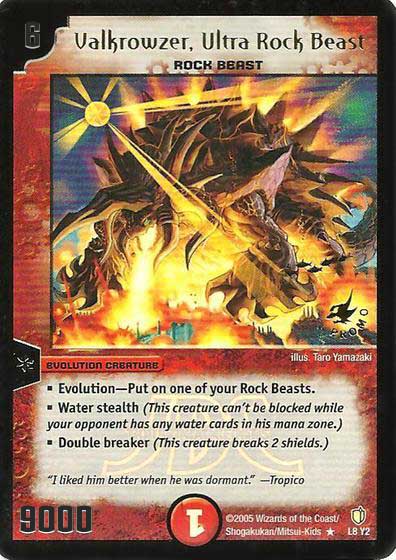 6
Valkrowzer, Ultra Rock Beast
ROCK BEAST
PROMO
illus. Taro Yamazaki
EVOLUTION CREATURE
▪ Evolution—Put on one of your Rock Beasts.
▪ Water stealth (This creature can't be blocked
while your opponent has any water cards in his mana zone.)
▪ Double breaker (This creature breaks 2 shields.)
JDC
"I liked him better when he was dormant." —Tropico
9000
1
©2005 Wizards of the Coast/
Shogakukan/Mitsui-Kids ★ L8 Y2